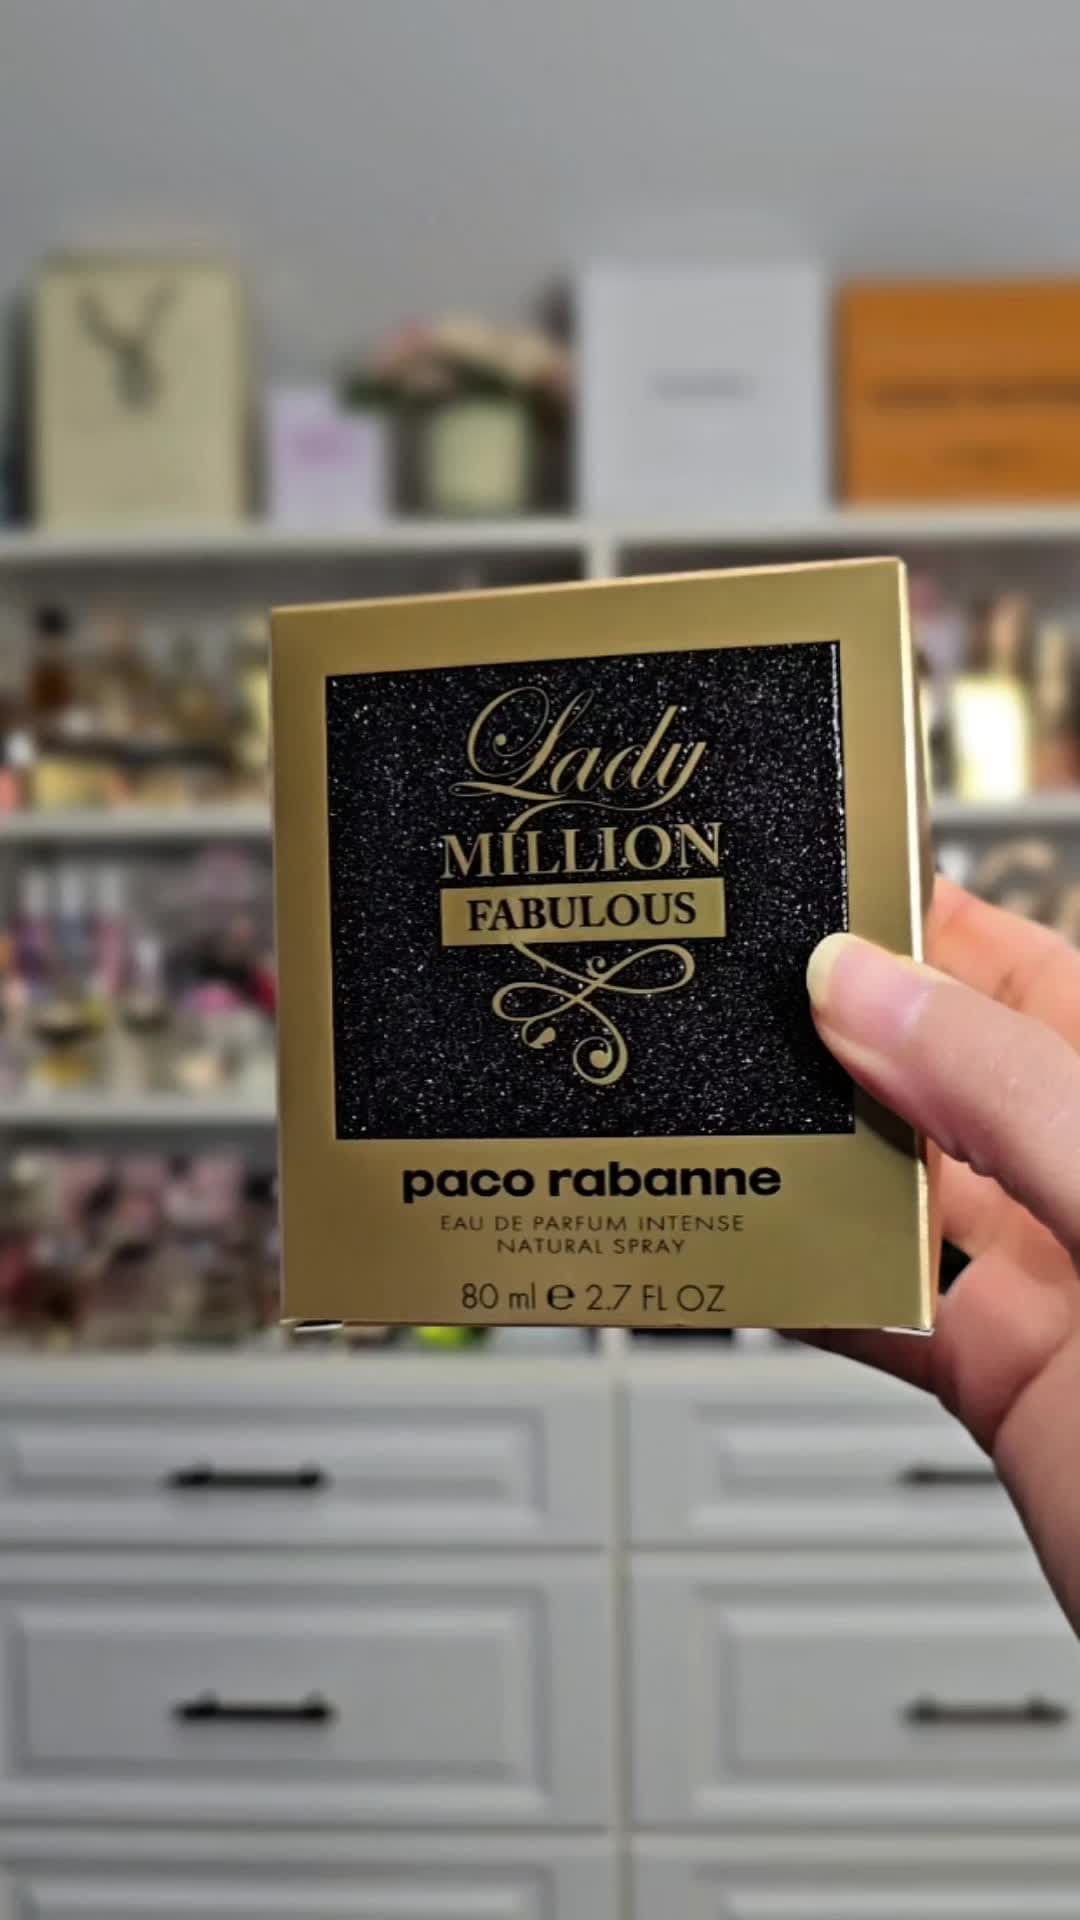 Lady
MILLION
FABULOUS
paco rabanne
EAU DE PARFUM INTENSE
NATURAL SPRAY
80 ml ℮ 2.7 FL OZ